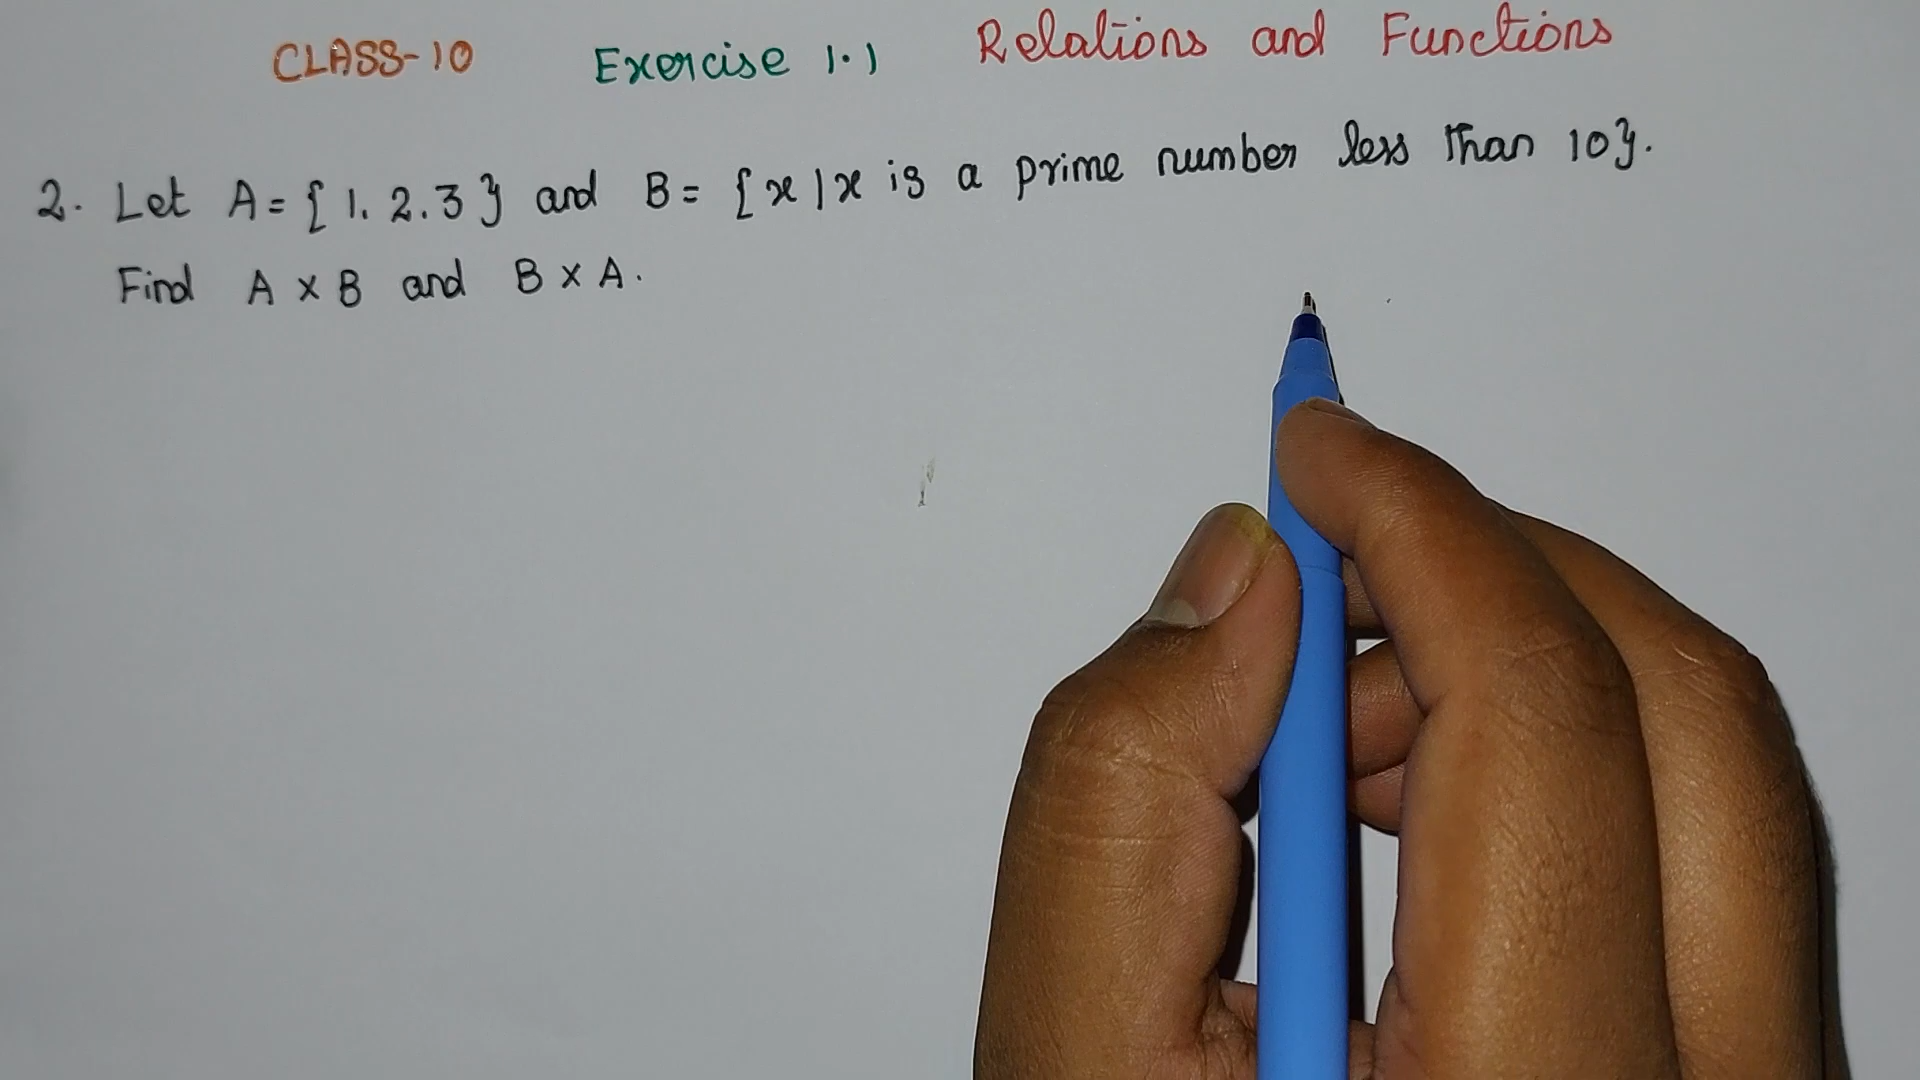 CLASS-10 Exercise 1.1 Relations and Functions
2. Let A = { 1. 2. 3 } and B = { x | x is a prime number less than 10}.
Find A × B and B × A.